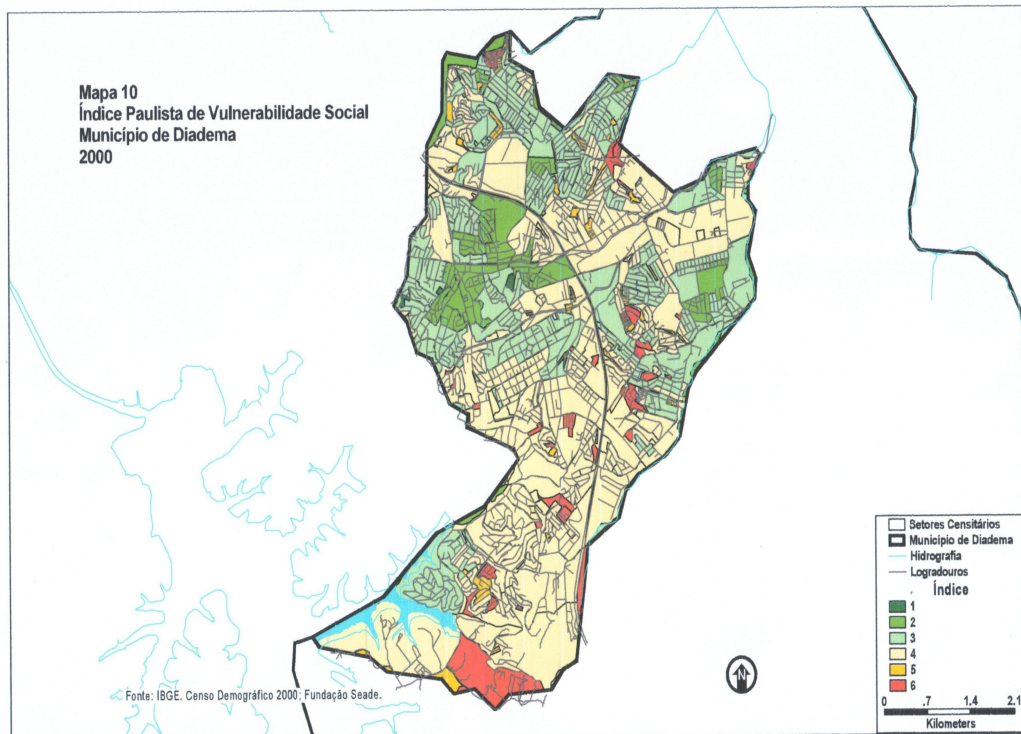 Mapa 10
Índice Paulista de Vulnerabilidade Social
Município de Diadema
2000
Setores Censitários
Município de Diadema
Hidrografia
Logradouros
Índice
1
2
3
4
5
6
N
0 .7 1.4 2.1
Kilometers
Fonte: IBGE. Censo Demográfico 2000; Fundação Seade.